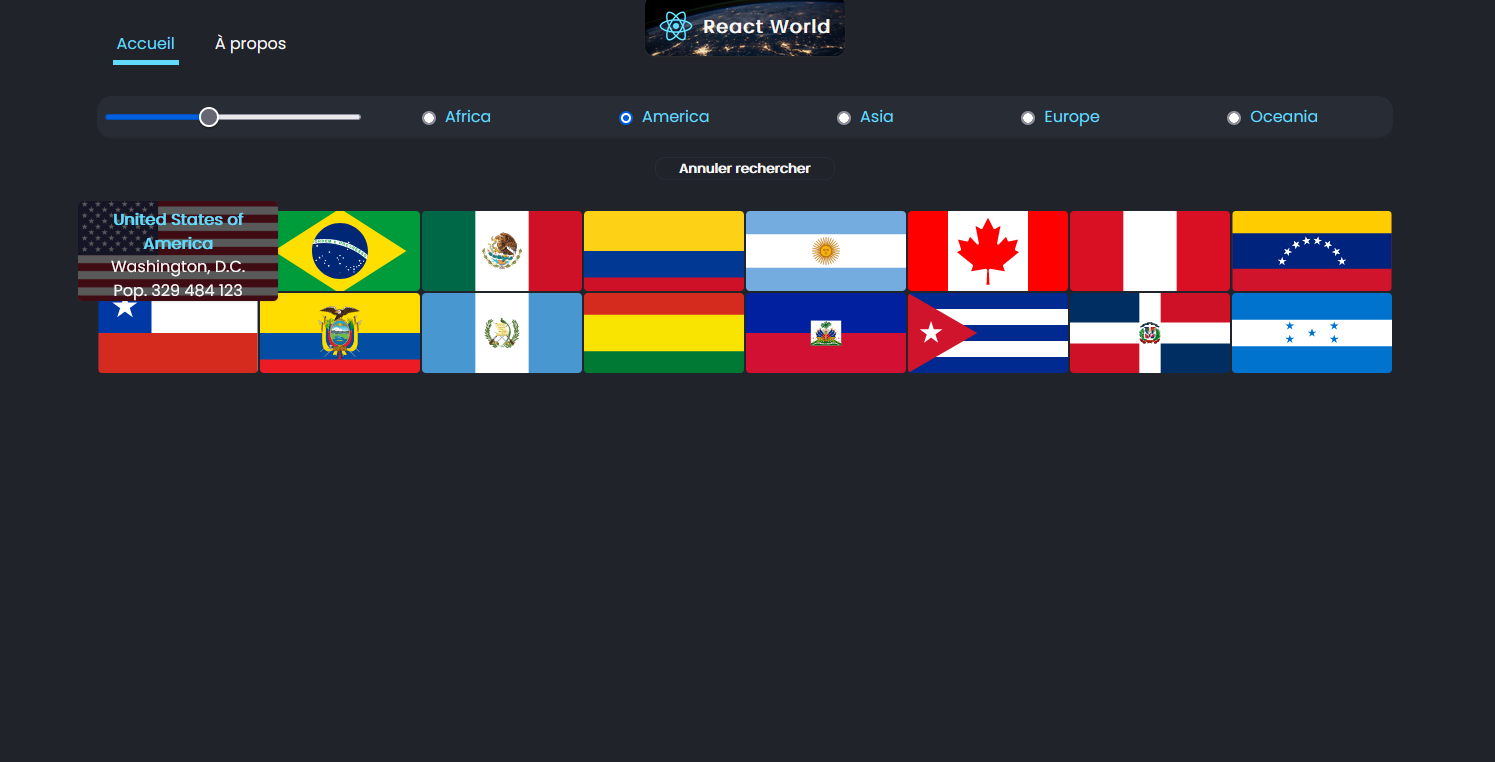 React World
Accueil
À propos
Africa
America
Asia
Europe
Oceania
Annuler rechercher
United States of
America
Washington, D.C.
Pop. 329 484 123